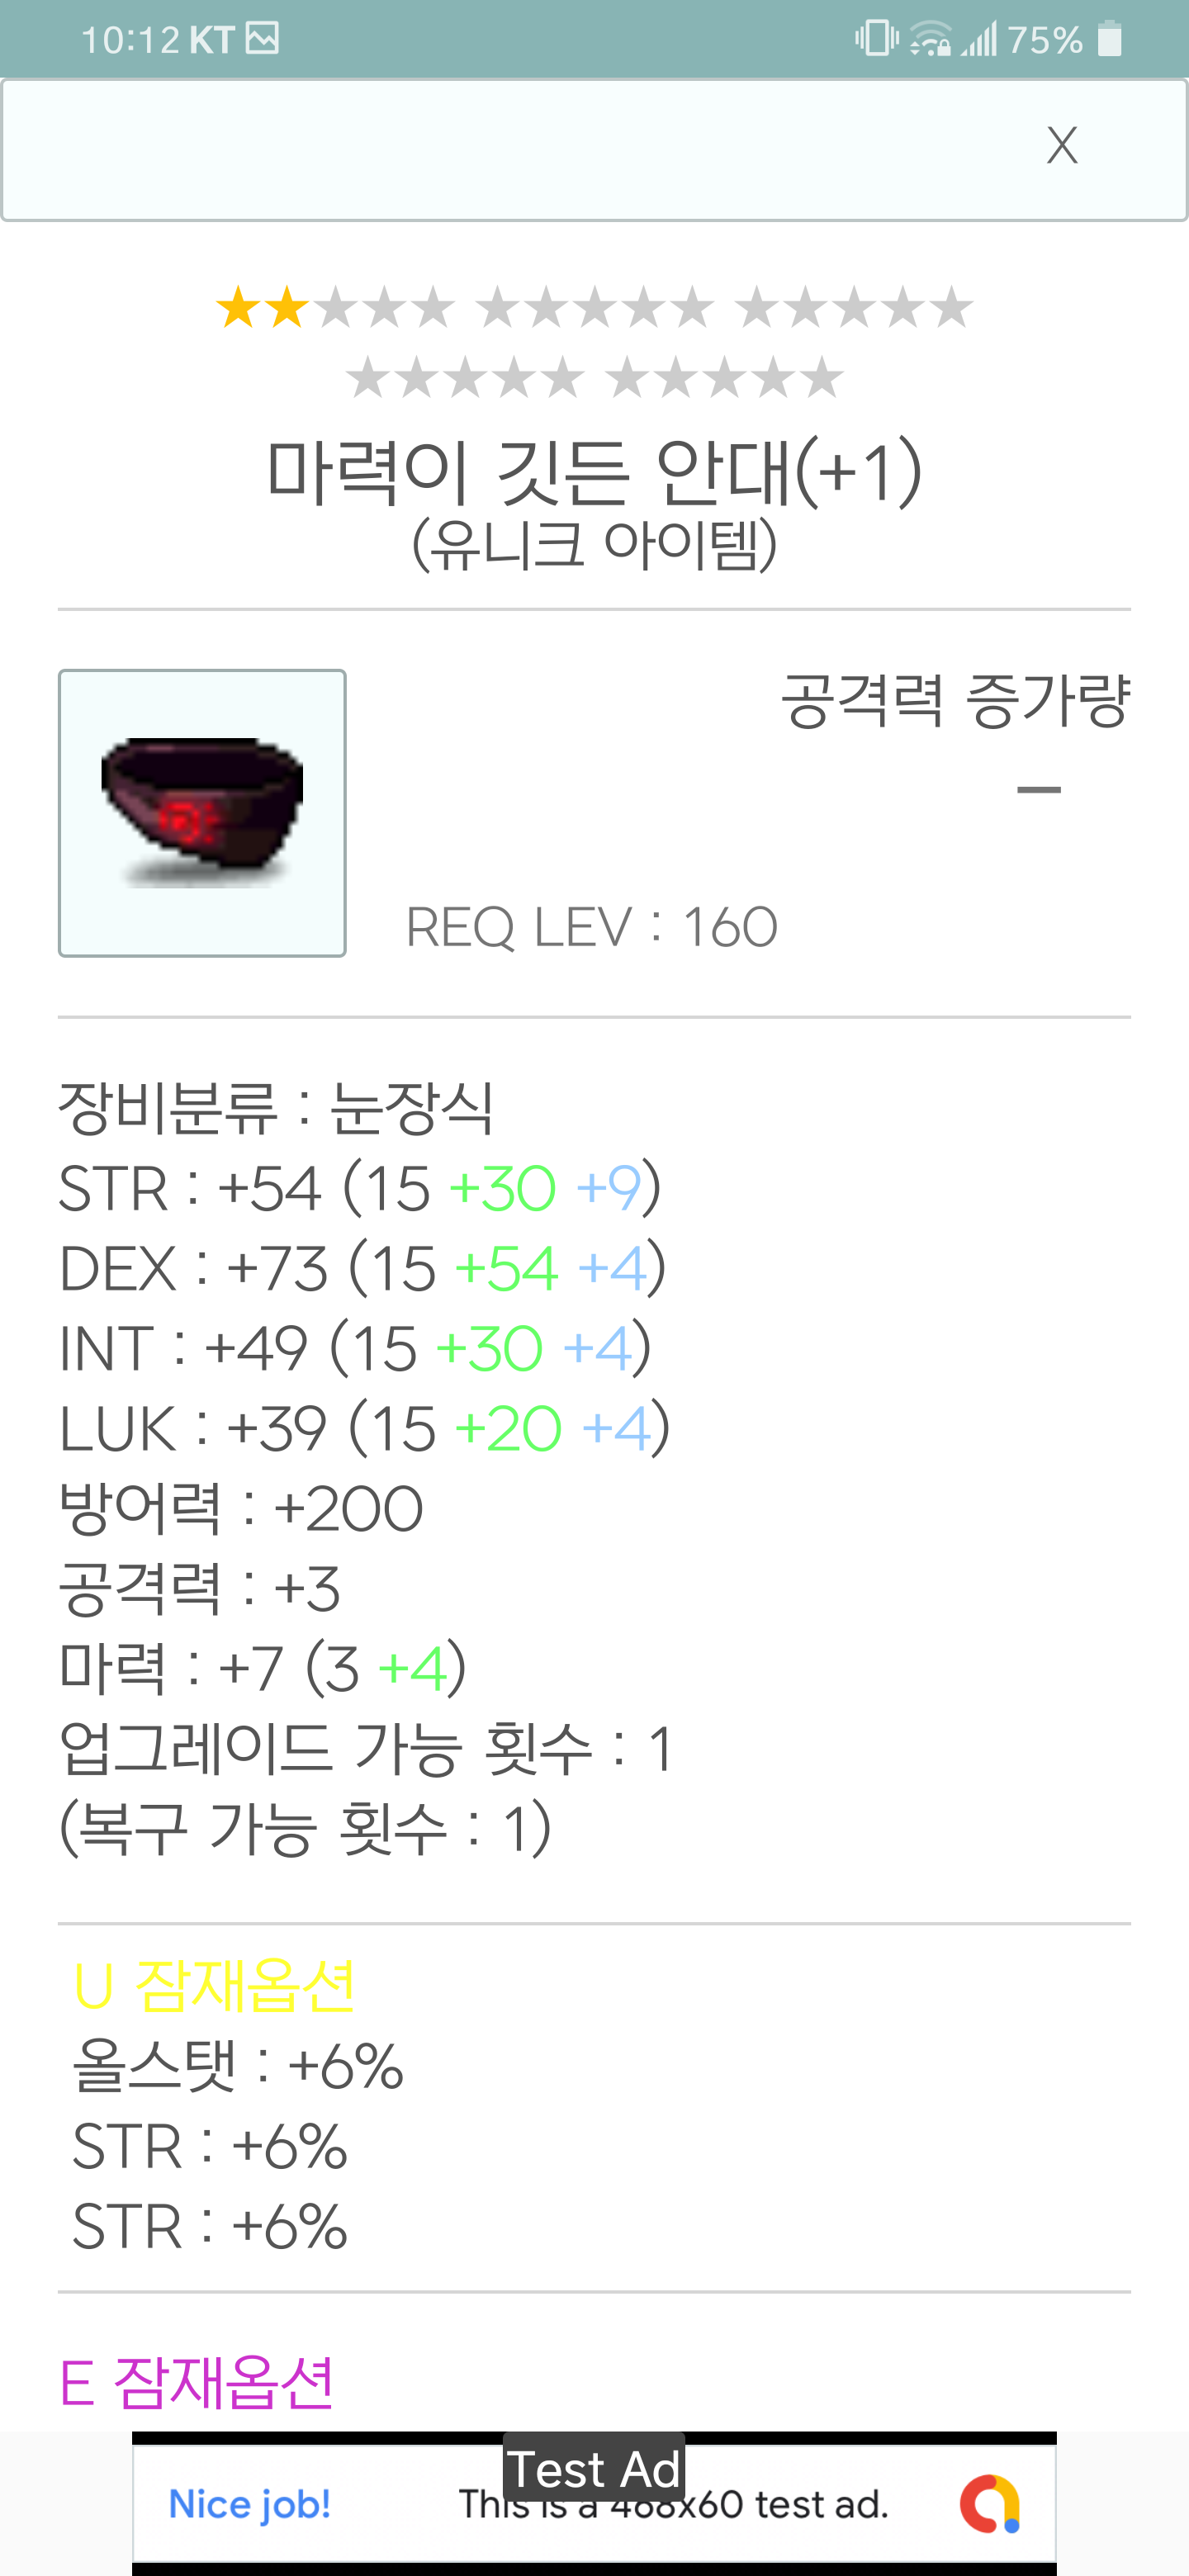 10:12 KT 75%
X
★★★★★ ★★★★★ ★★★★★
★★★★★ ★★★★★
마력이 깃든 안대(+1)
(유니크 아이템)
공격력 증가량
–
REQ LEV : 160
장비분류 : 눈장식
STR : +54 (15 +30 +9)
DEX : +73 (15 +54 +4)
INT : +49 (15 +30 +4)
LUK : +39 (15 +20 +4)
방어력 : +200
공격력 : +3
마력 : +7 (3 +4)
업그레이드 가능 횟수 : 1
(복구 가능 횟수 : 1)
U 잠재옵션
올스탯 : +6%
STR : +6%
STR : +6%
E 잠재옵션
Test Ad
Nice job! This is a 468x60 test ad.